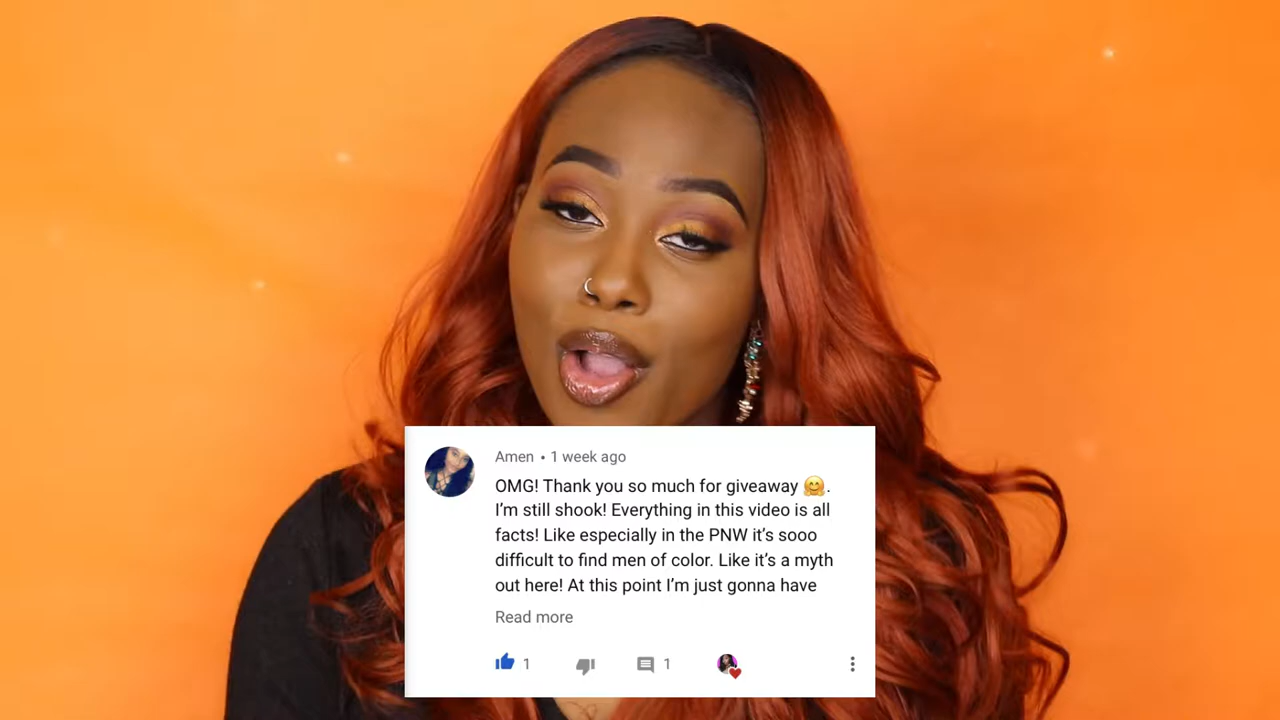 Amen • 1 week ago
OMG! Thank you so much for giveaway 🤗.
I'm still shook! Everything in this video is all
facts! Like especially in the PNW it's sooo
difficult to find men of color. Like it's a myth
out here! At this point I'm just gonna have
Read more
1
1